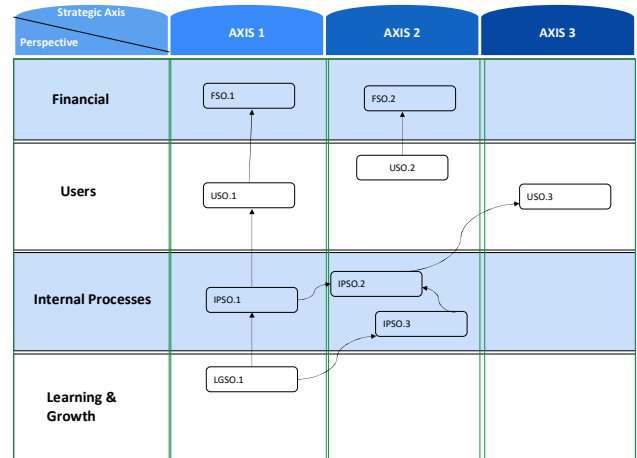 Strategic Axis
Perspective
AXIS 1
AXIS 2
AXIS 3
Financial
FSO.1
FSO.2
Users
USO.1
USO.2
USO.3
Internal Processes
IPSO.1
IPSO.2
IPSO.3
Learning &
Growth
LGSO.1